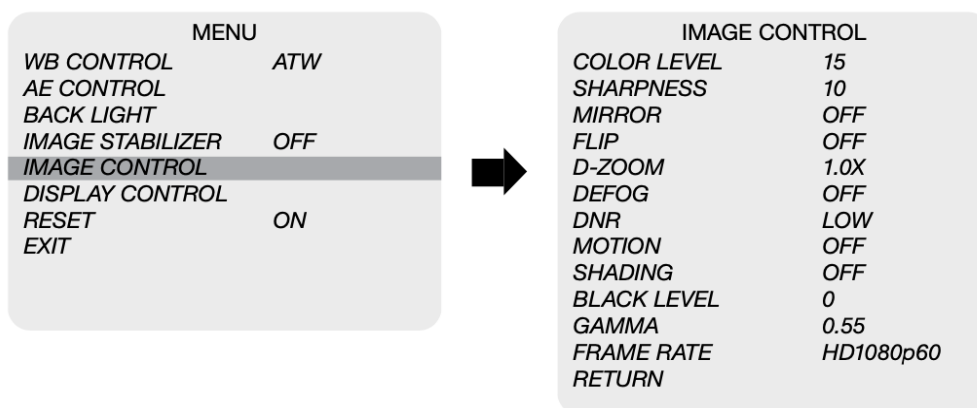 MENU
WB CONTROL ATW
AE CONTROL
BACK LIGHT
IMAGE STABILIZER OFF
IMAGE CONTROL
DISPLAY CONTROL
RESET ON
EXIT
IMAGE CONTROL
COLOR LEVEL 15
SHARPNESS 10
MIRROR OFF
FLIP OFF
D-ZOOM 1.0X
DEFOG OFF
DNR LOW
MOTION OFF
SHADING OFF
BLACK LEVEL 0
GAMMA 0.55
FRAME RATE HD1080p60
RETURN